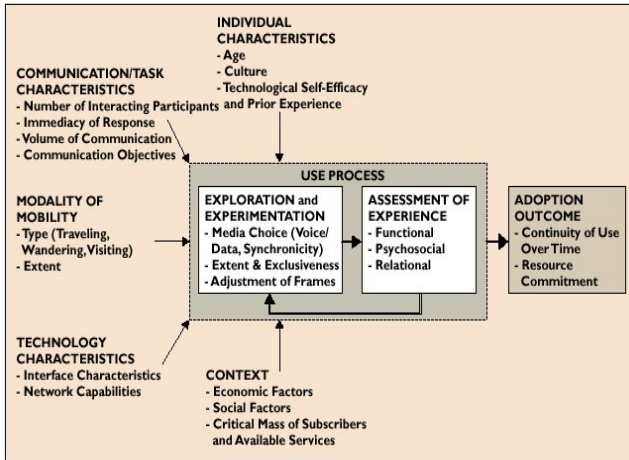 INDIVIDUAL
CHARACTERISTICS
- Age
- Culture
- Technological Self-Efficacy
and Prior Experience
COMMUNICATION/TASK
CHARACTERISTICS
- Number of Interacting Participants
- Immediacy of Response
- Volume of Communication
- Communication Objectives
MODALITY OF
MOBILITY
- Type (Traveling,
Wandering, Visiting)
- Extent
TECHNOLOGY
CHARACTERISTICS
- Interface Characteristics
- Network Capabilities
USE PROCESS
EXPLORATION and
EXPERIMENTATION
- Media Choice (Voice/
Data, Synchronicity)
- Extent & Exclusiveness
- Adjustment of Frames
ASSESSMENT OF
EXPERIENCE
- Functional
- Psychosocial
- Relational
ADOPTION
OUTCOME
- Continuity of Use
Over Time
- Resource
Commitment
CONTEXT
- Economic Factors
- Social Factors
- Critical Mass of Subscribers
and Available Services